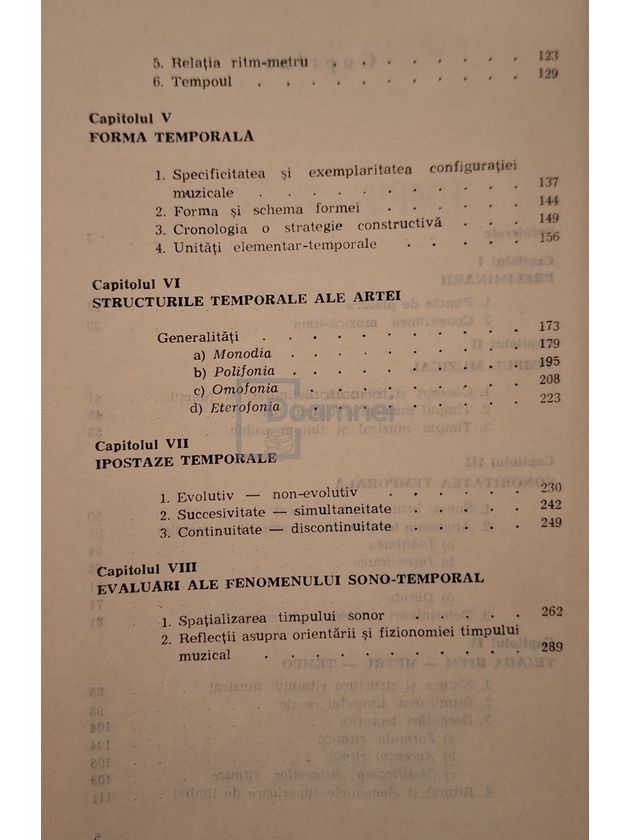 5. Relația ritm-metru . . . . . . . . 123
6. Tempoul . . . . . . . . . . 129
Capitolul V
FORMA TEMPORALĂ
1. Specificitatea și exemplaritatea configurației
muzicale . . . . . . . . . . 137
2. Forma și schema formei . . . . . . 144
3. Cronologia o strategie constructivă . . . 149
4. Unități elementar-temporale . . . . . 156
Capitolul VI
STRUCTURILE TEMPORALE ALE ARTEI
Generalități . . . . . . . . . . 173
a) Monodia . . . . . . . . . 179
b) Polifonia . . . . . . . . . 195
c) Omofonia . . . . . . . . . 208
d) Eterofonia . . . . . . . . . 223
Doamnei
Capitolul VII
IPOSTAZE TEMPORALE
1. Evolutiv — non-evolutiv . . . . . . 230
2. Succesivitate — simultaneitate . . . . 242
3. Continuitate — discontinuitate . . . . 249
Capitolul VIII
EVALUĂRI ALE FENOMENULUI SONO-TEMPORAL
1. Spațializarea timpului sonor . . . . . 262
2. Reflecții asupra orientării și fizionomiei timpului
muzical . . . . . . . . . . 289